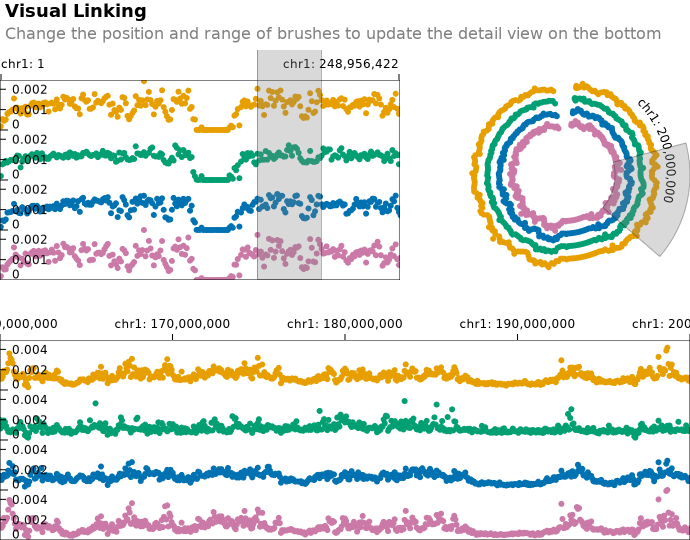 Visual Linking
Change the position and range of brushes to update the detail view on the bottom
chr1: 1
chr1: 248,956,422
0.002
0.001
0
0.002
0.001
0
0.002
0.001
0
0.002
0.001
0
chr1: 200,000,000
0,000,000
chr1: 170,000,000
chr1: 180,000,000
chr1: 190,000,000
chr1: 200
0.004
0.002
0
0.004
0.002
0
0.004
0.002
0
0.004
0.002
0